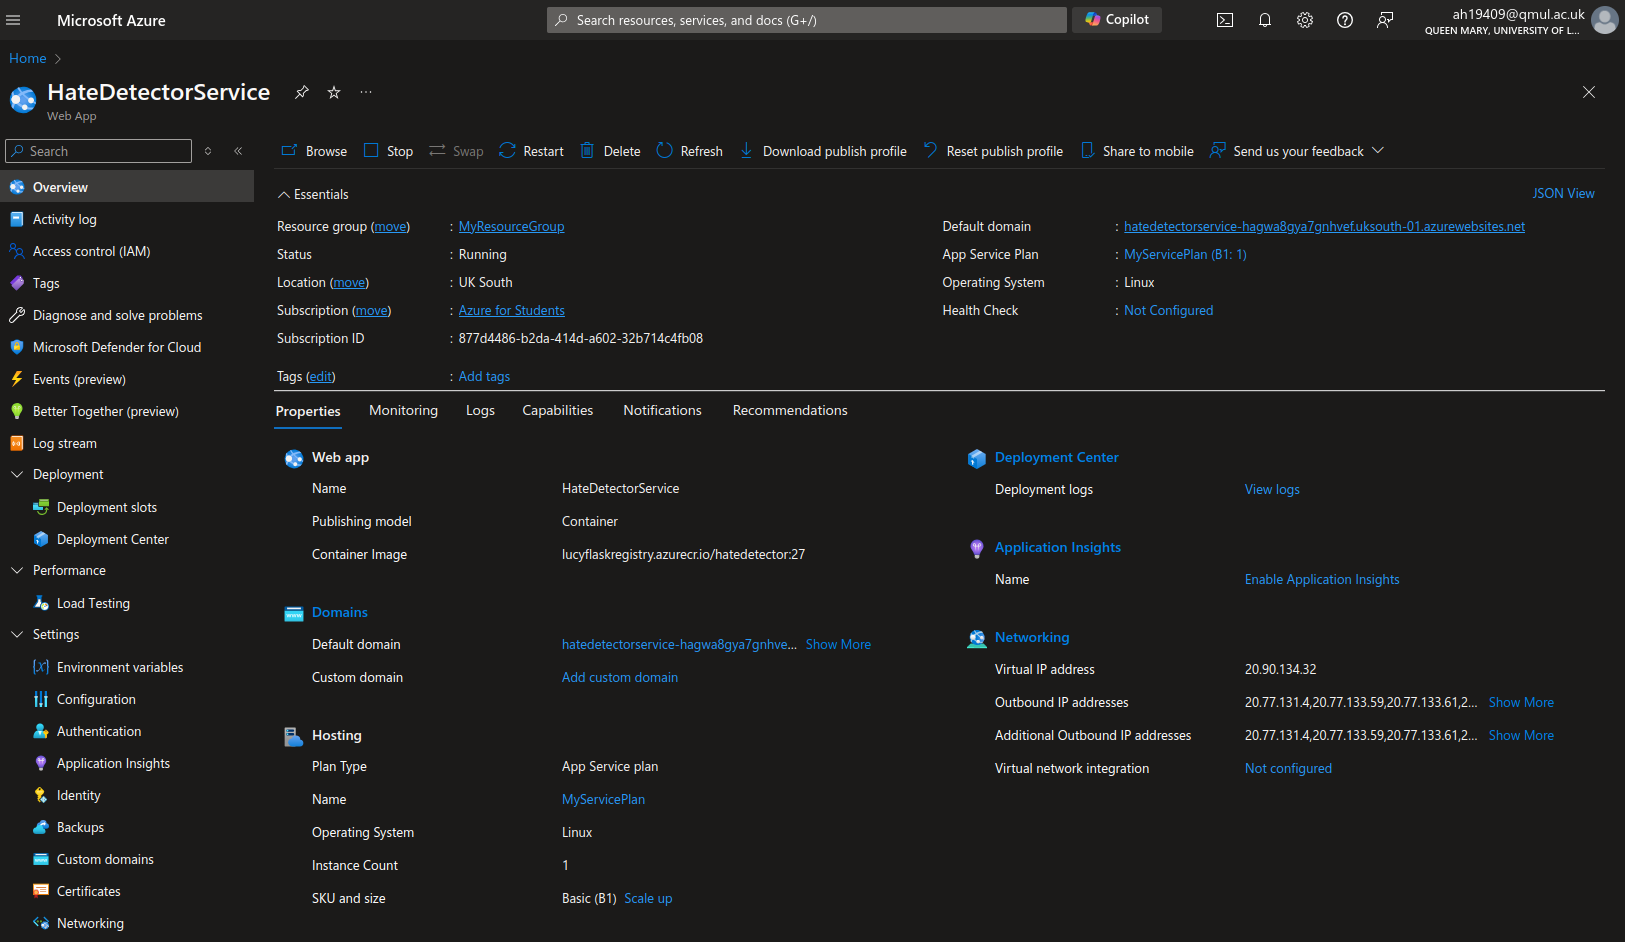 Microsoft Azure
Search resources, services, and docs (G+/)
Copilot
ah19409@qmul.ac.uk
QUEEN MARY, UNIVERSITY OF L...
Home
HateDetectorService
Web App
Search
Browse
Stop
Swap
Restart
Delete
Refresh
Download publish profile
Reset publish profile
Share to mobile
Send us your feedback
Overview
Activity log
Access control (IAM)
Tags
Diagnose and solve problems
Microsoft Defender for Cloud
Events (preview)
Better Together (preview)
Log stream
Deployment
Deployment slots
Deployment Center
Performance
Load Testing
Settings
Environment variables
Configuration
Authentication
Application Insights
Identity
Backups
Custom domains
Certificates
Networking
Essentials
JSON View
Resource group (move) : MyResourceGroup
Status : Running
Location (move) : UK South
Subscription (move) : Azure for Students
Subscription ID : 877d4486-b2da-414d-a602-32b714c4fb08
Tags (edit) : Add tags
Default domain : hatedetectorservice-hagwa8gya7gnhvef.uksouth-01.azurewebsites.net
App Service Plan : MyServicePlan (B1: 1)
Operating System : Linux
Health Check : Not Configured
Properties
Monitoring
Logs
Capabilities
Notifications
Recommendations
Web app
Name HateDetectorService
Publishing model Container
Container Image lucyflaskregistry.azurecr.io/hatedetector:27
Domains
Default domain hatedetectorservice-hagwa8gya7gnhve... Show More
Custom domain Add custom domain
Hosting
Plan Type App Service plan
Name MyServicePlan
Operating System Linux
Instance Count 1
SKU and size Basic (B1) Scale up
Deployment Center
Deployment logs View logs
Application Insights
Name Enable Application Insights
Networking
Virtual IP address 20.90.134.32
Outbound IP addresses 20.77.131.4,20.77.133.59,20.77.133.61,2... Show More
Additional Outbound IP addresses 20.77.131.4,20.77.133.59,20.77.133.61,2... Show More
Virtual network integration Not configured